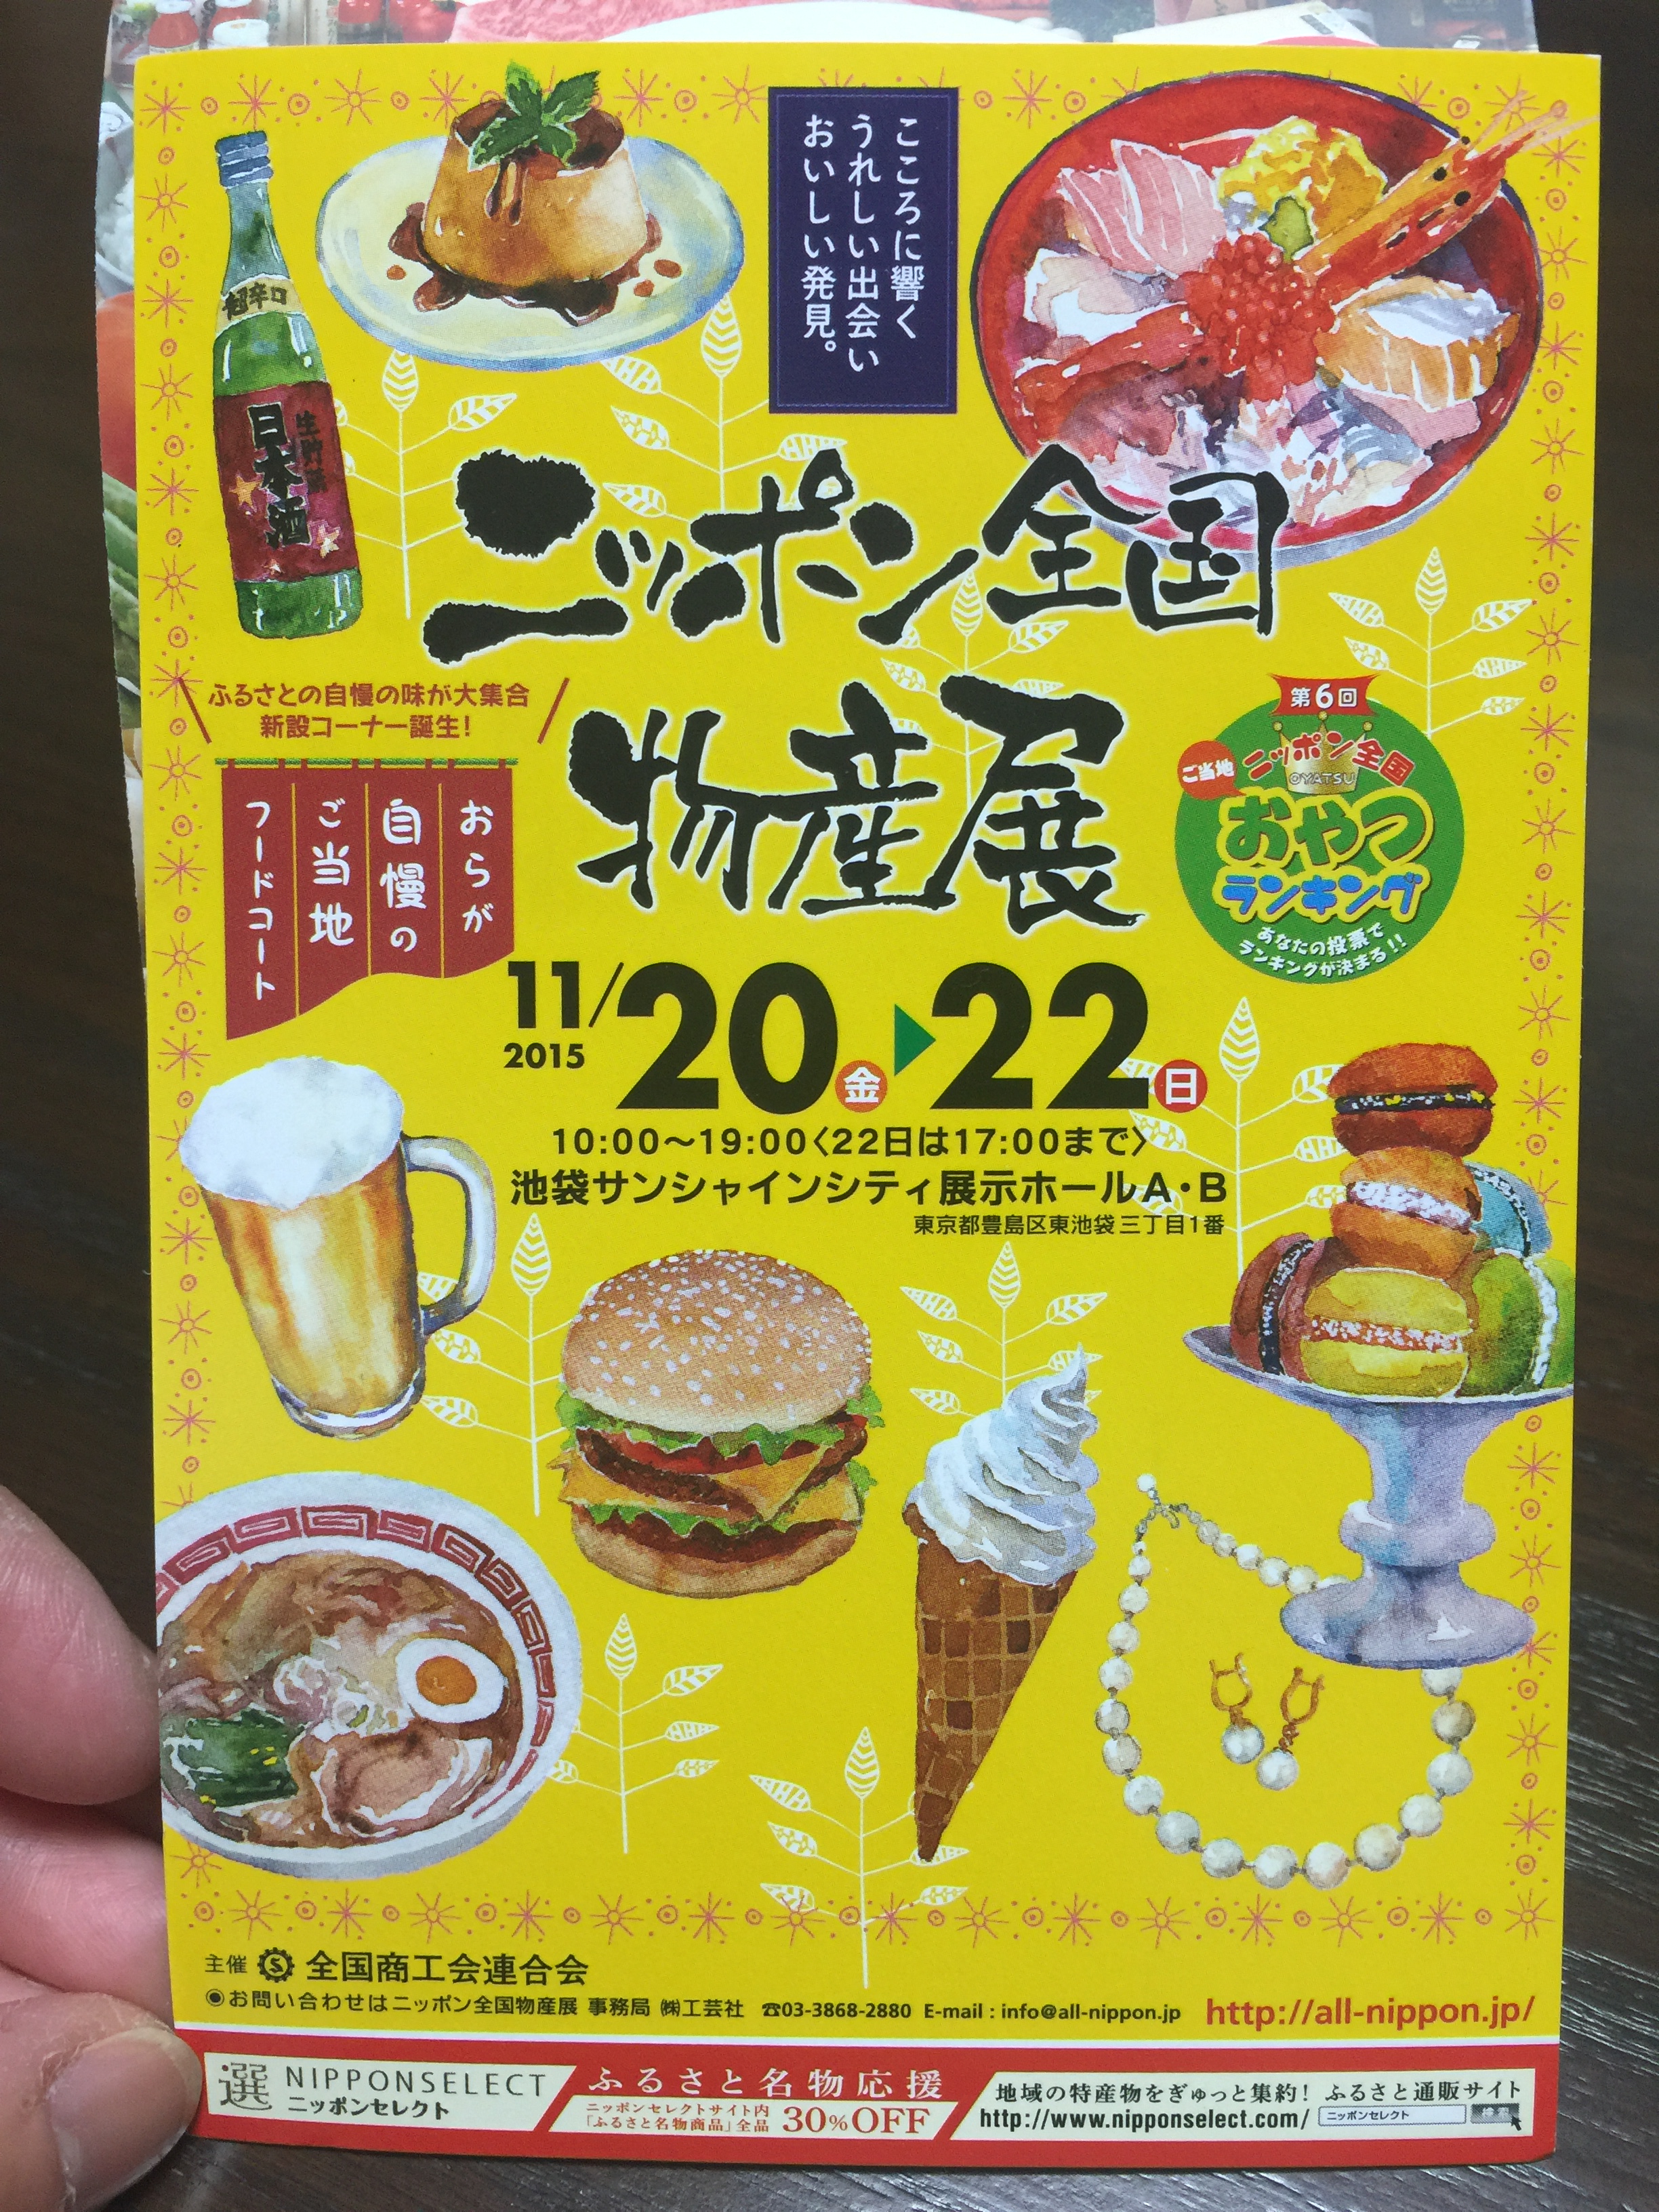 こころに響く
うれしい出会い
おいしい発見。
超辛口
生貯蔵
日本酒
ニッポン全国
物産展
ふるさとの自慢の味が大集合
新設コーナー誕生!
おらが
自慢の
ご当地
フードコート
第6回
ご当地
ニッポン全国
OYATSU
おやつ
ランキング
あなたの投票で
ランキングが決まる!!
11/20金▶22日
2015
10:00～19:00〈22日は17:00まで〉
池袋サンシャインシティ展示ホールA・B
東京都豊島区東池袋三丁目1番
主催 全国商工会連合会
◉お問い合わせはニッポン全国物産展 事務局 ㈱工芸社 ☎03-3868-2880 E-mail : info@all-nippon.jp http://all-nippon.jp/
選 NIPPONSELECT
ニッポンセレクト
ふるさと名物応援
ニッポンセレクトサイト内
「ふるさと名物商品」全品 30%OFF
地域の特産物をぎゅっと集約! ふるさと通販サイト
http://www.nipponselect.com/ ニッポンセレクト 検索